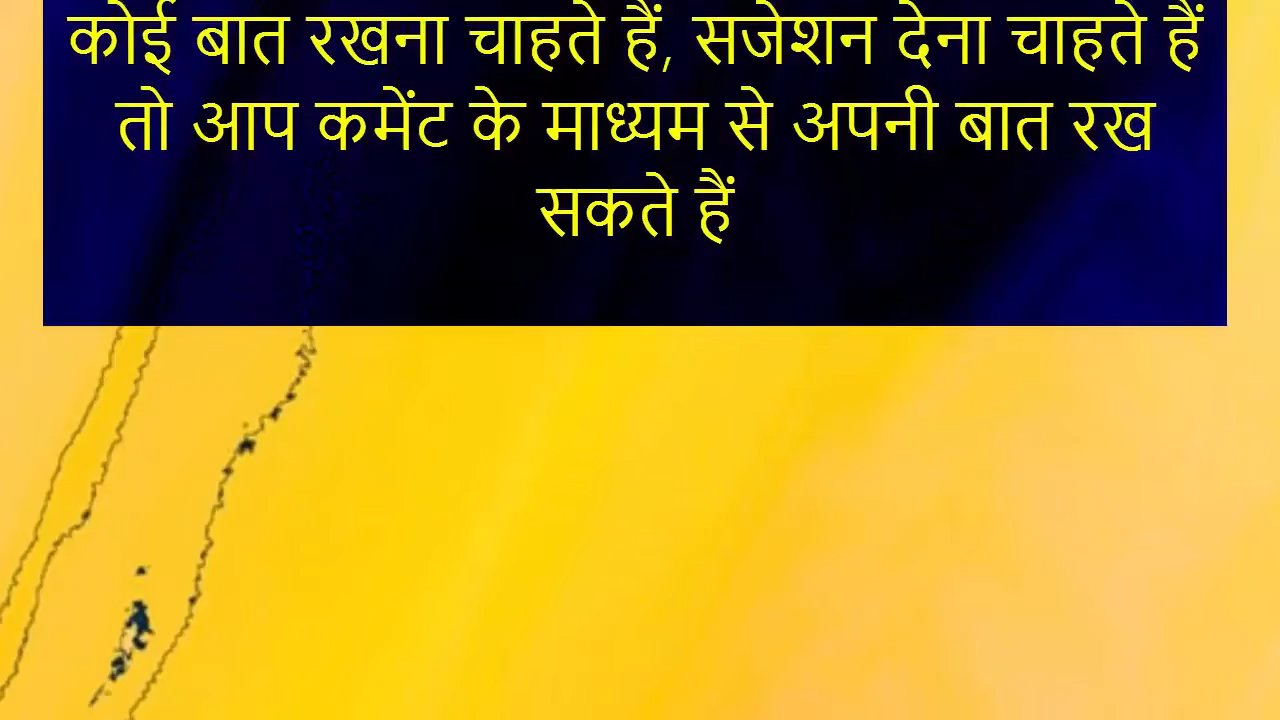 कोई बात रखना चाहते हैं, सजेशन देना चाहते हैं
तो आप कमेंट के माध्यम से अपनी बात रख
सकते हैं